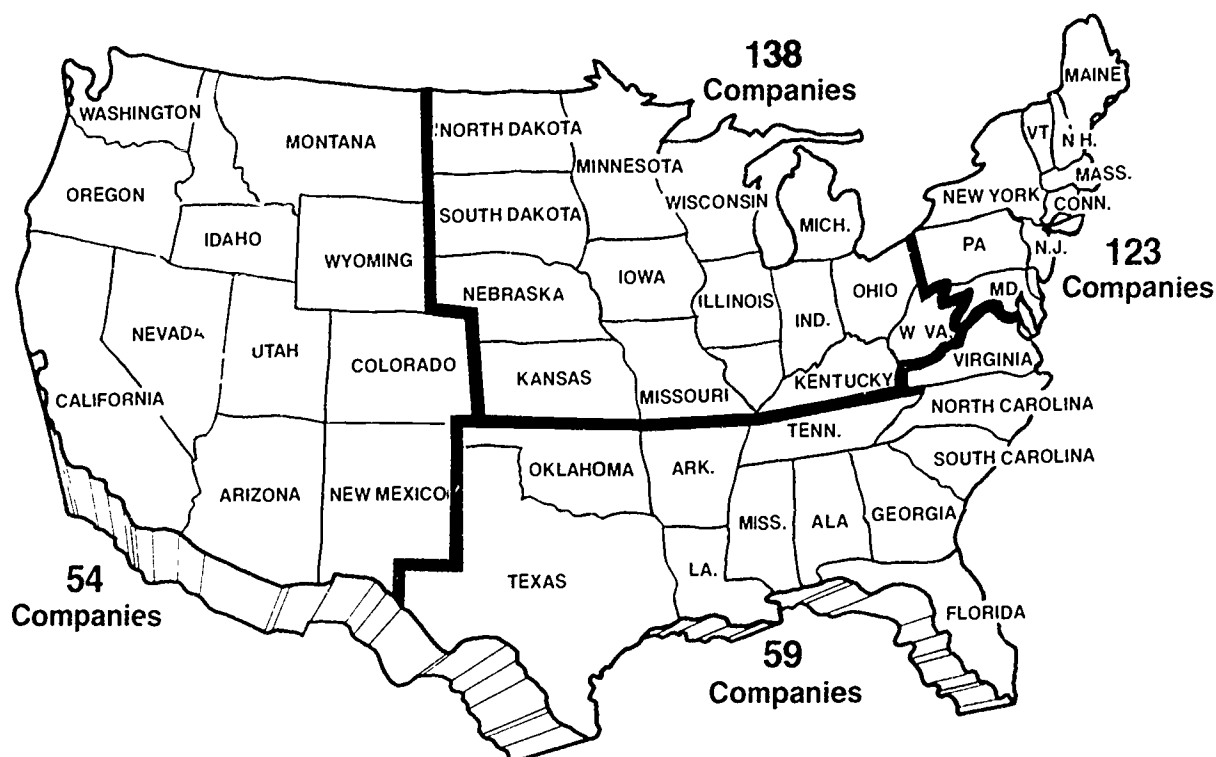 138
Companies
MAINE
WASHINGTON
MONTANA
NORTH DAKOTA
MINNESOTA
VT.
N.H.
MASS.
OREGON
SOUTH DAKOTA
WISCONSIN
MICH.
NEW YORK
CONN.
IDAHO
WYOMING
PA
N.J.
123
Companies
IOWA
NEBRASKA
ILLINOIS
IND.
OHIO
MD.
NEVADA
UTAH
COLORADO
KANSAS
MISSOURI
KENTUCKY
W VA.
VIRGINIA
CALIFORNIA
NORTH CAROLINA
TENN.
SOUTH CAROLINA
ARIZONA
NEW MEXICO
OKLAHOMA
ARK.
MISS.
ALA
GEORGIA
54
Companies
TEXAS
LA.
FLORIDA
59
Companies